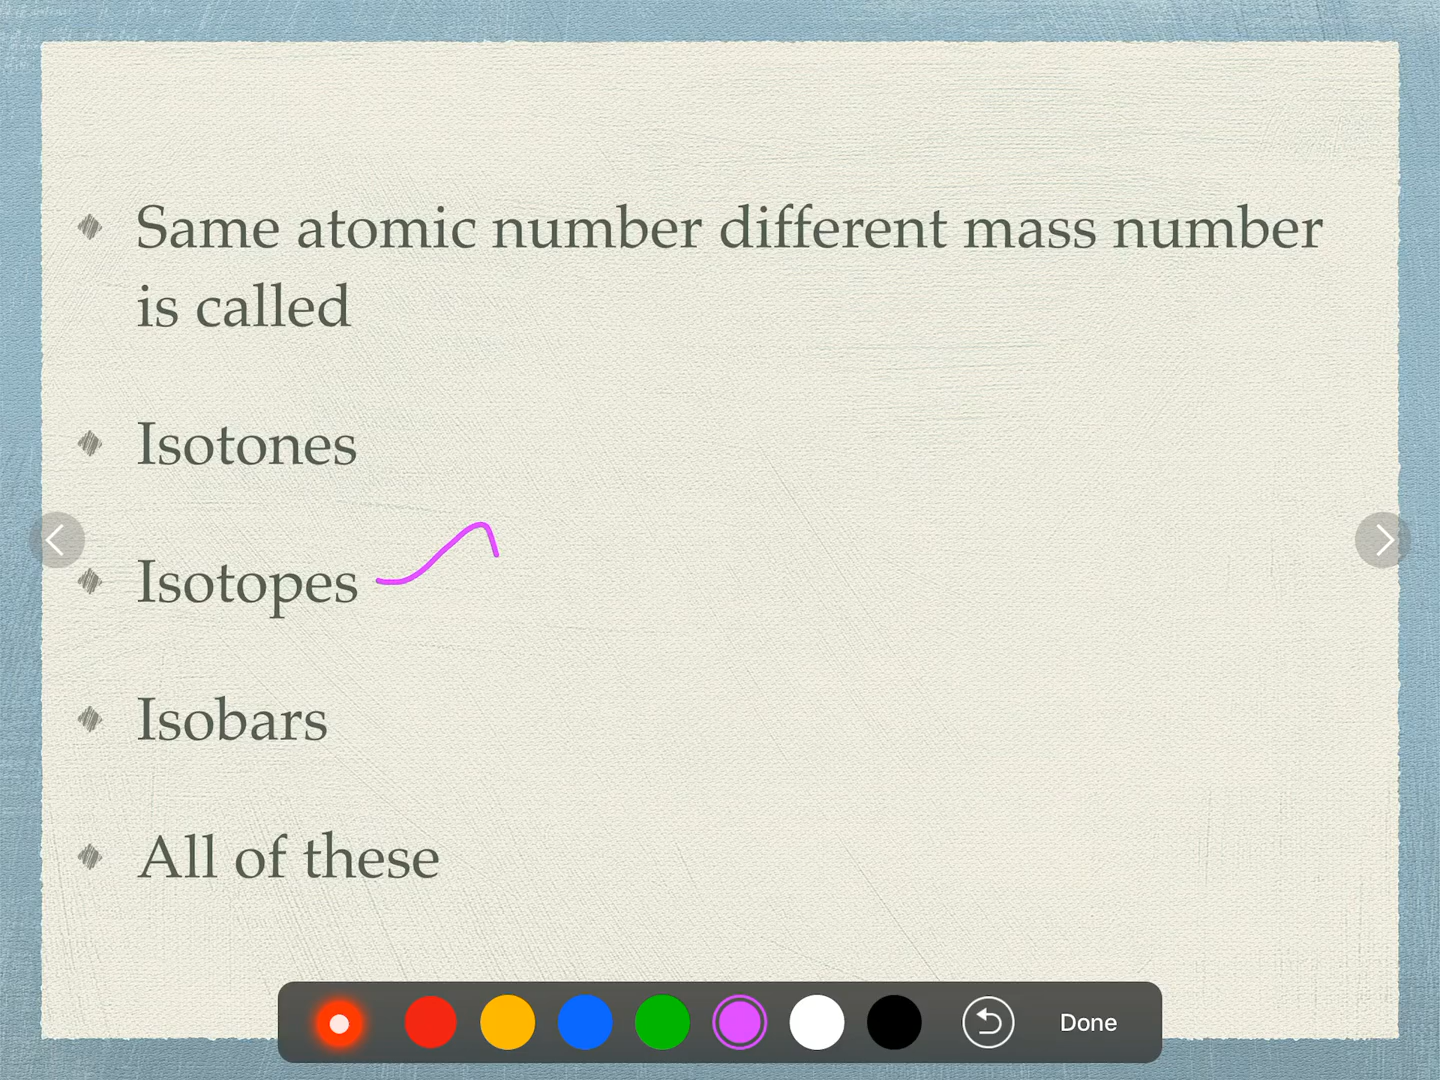 Same atomic number different mass number
is called
Isotones
Isotopes
Isobars
All of these
Done